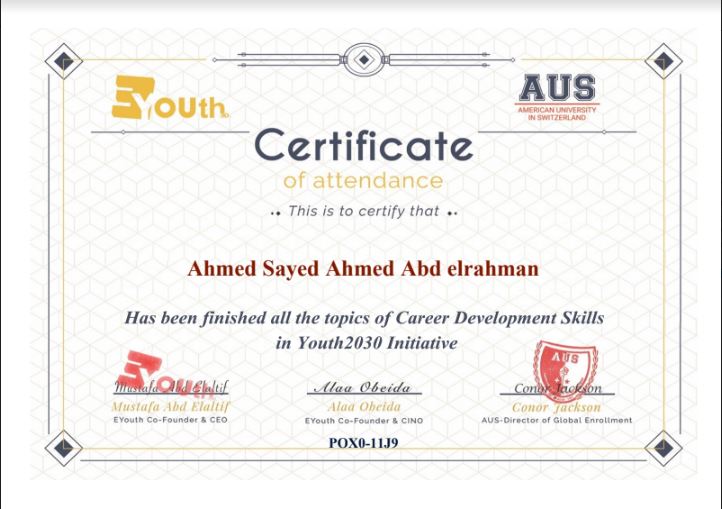 EYouth
AUS
AMERICAN UNIVERSITY
IN SWITZERLAND
Certificate
of attendance
This is to certify that
Ahmed Sayed Ahmed Abd elrahman
Has been finished all the topics of Career Development Skills
in Youth2030 Initiative
EYouth
AUS
Mustafa Abd Elaltif
Alaa Obeida
Conor Jackson
Mustafa Abd Elaltif
Alaa Obeida
Conor Jackson
EYouth Co-Founder & CEO
EYouth Co-Founder & CINO
AUS-Director of Global Enrollment
POX0-11J9